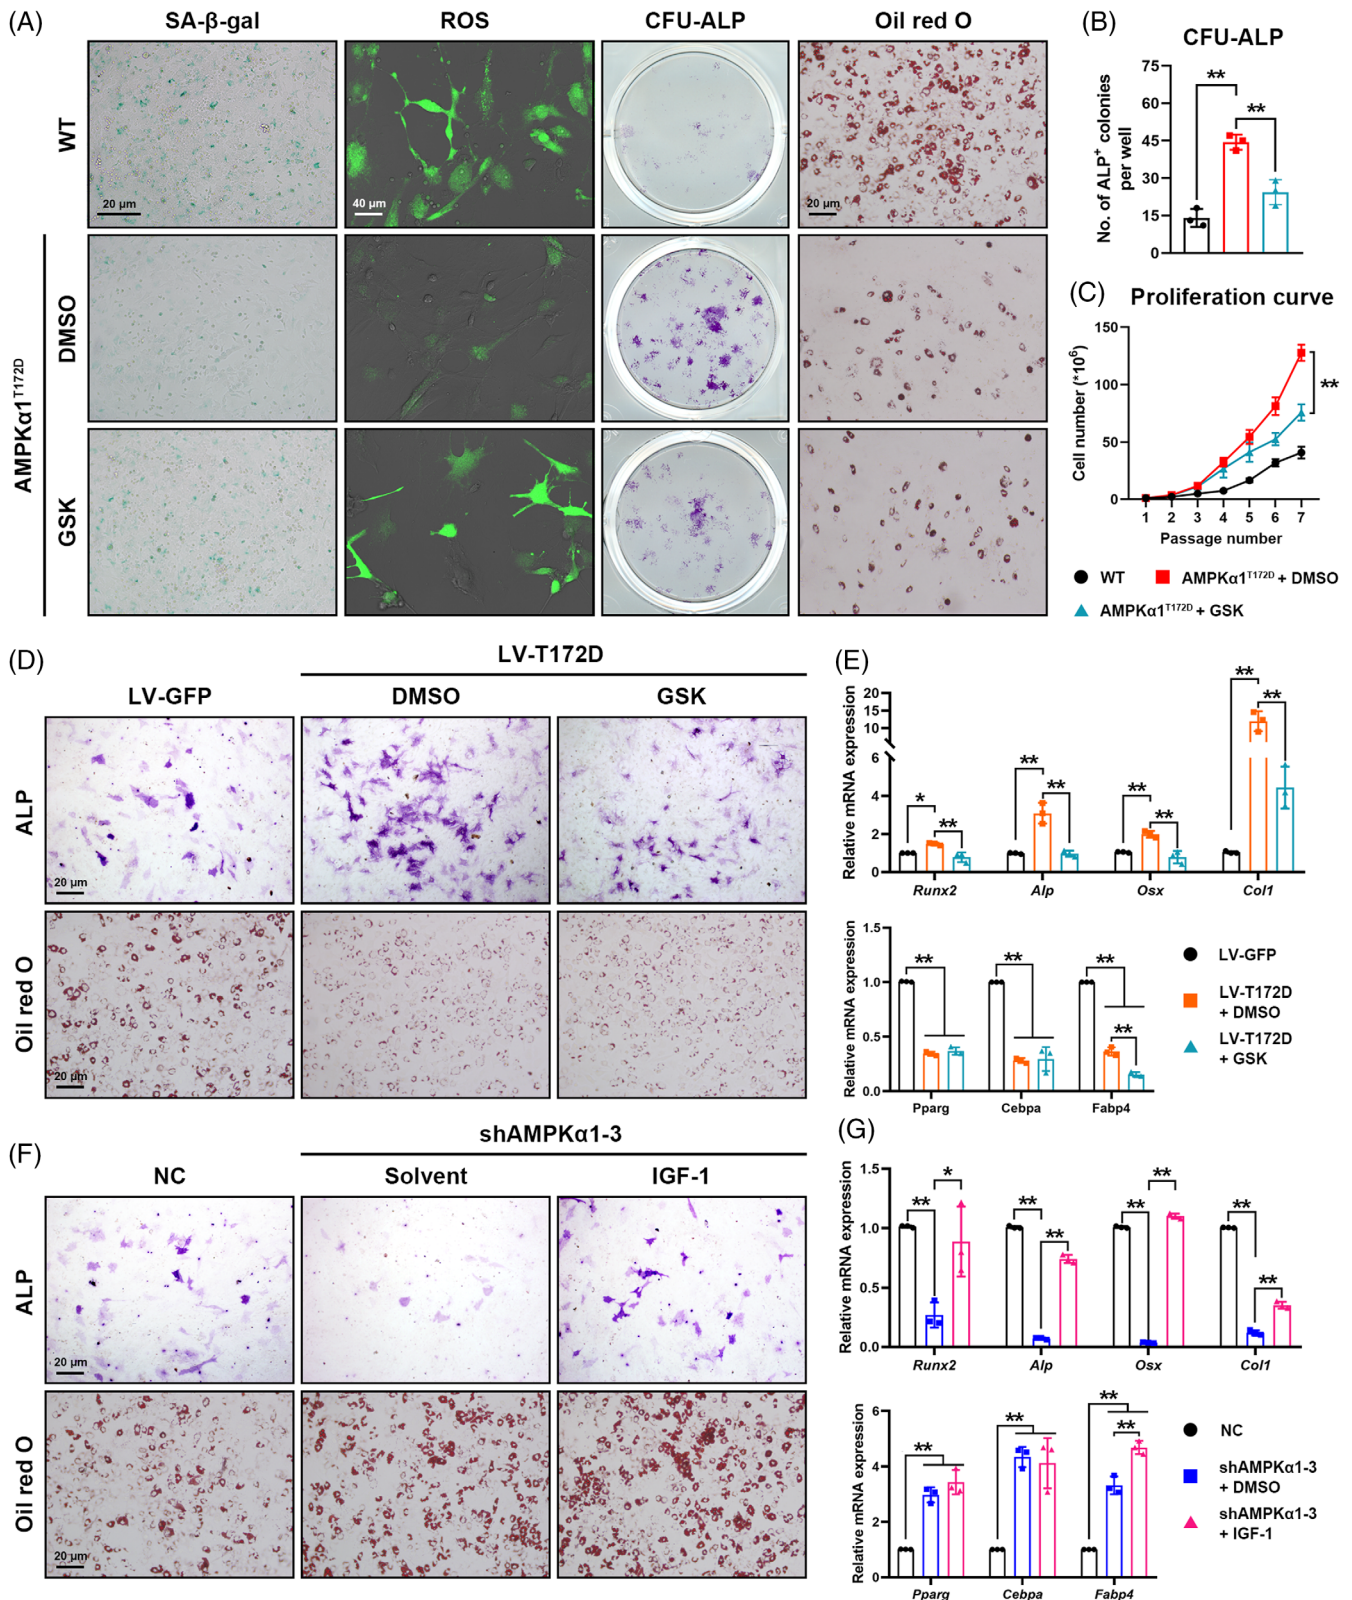 (A)
SA-β-gal
ROS
CFU-ALP
Oil red O
WT
20 μm
40 μm
20 μm
AMPKα1T172D
DMSO
GSK
(B)
CFU-ALP
No. of ALP+ colonies
per well
75
60
45
30
15
0
**
**
(C)
Proliferation curve
Cell number (*10⁶)
150
100
50
0
**
1 2 3 4 5 6 7
Passage number
WT
AMPKα1T172D + DMSO
AMPKα1T172D + GSK
(D)
LV-T172D
LV-GFP
DMSO
GSK
ALP
20 μm
Oil red O
20 μm
(E)
Relative mRNA expression
20
15
10
6
4
2
0
*
**
**
**
**
**
**
**
Runx2 Alp Osx Col1
Relative mRNA expression
1.5
1.0
0.5
0.0
**
**
**
**
Pparg Cebpa Fabp4
LV-GFP
LV-T172D
+ DMSO
LV-T172D
+ GSK
(F)
shAMPKα1-3
NC
Solvent
IGF-1
ALP
20 μm
Oil red O
20 μm
(G)
Relative mRNA expression
1.5
1.0
0.5
0.0
**
*
**
**
**
**
**
**
Runx2 Alp Osx Col1
Relative mRNA expression
6
4
2
0
**
**
**
**
Pparg Cebpa Fabp4
NC
shAMPKα1-3
+ DMSO
shAMPKα1-3
+ IGF-1